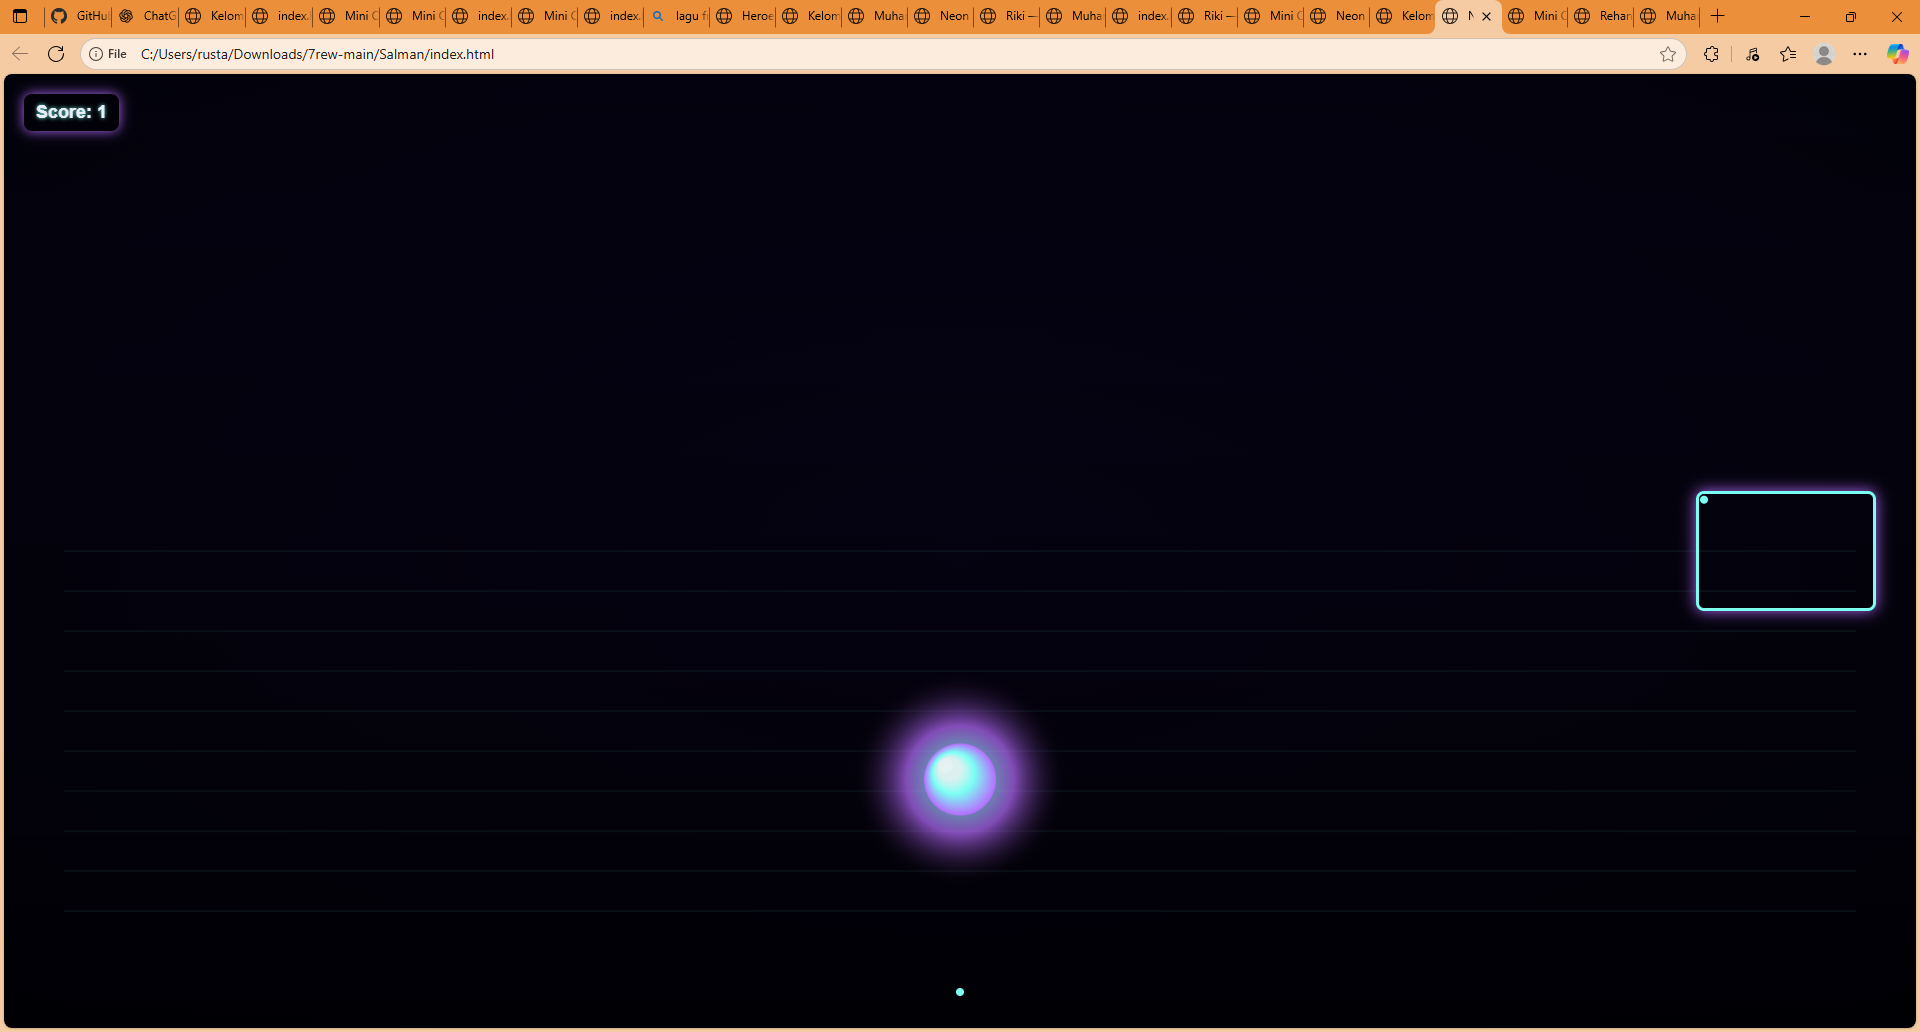 GitHu ChatG Kelom index. Mini C Mini C index. Mini C index. lagu f Heroe Kelom Muha Neon Riki — Muha index. Riki — Mini C Neon Kelom Mini C Rehan Muha
File C:/Users/rusta/Downloads/7rew-main/Salman/index.html
Score: 1